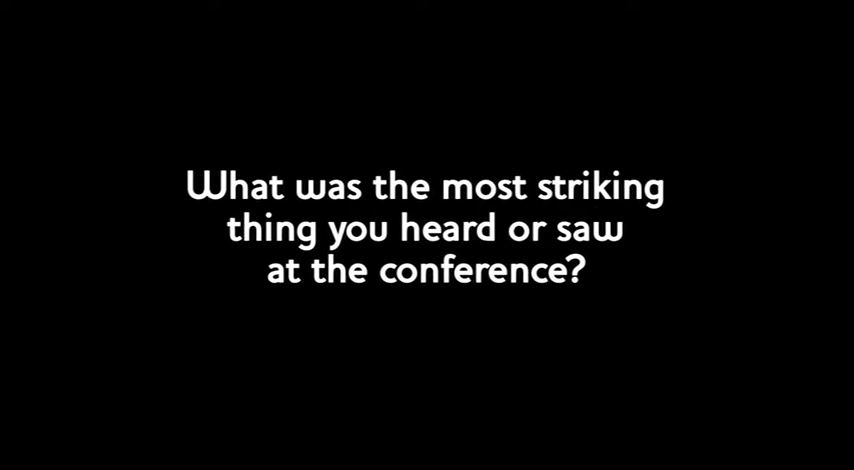 What was the most striking
thing you heard or saw
at the conference?